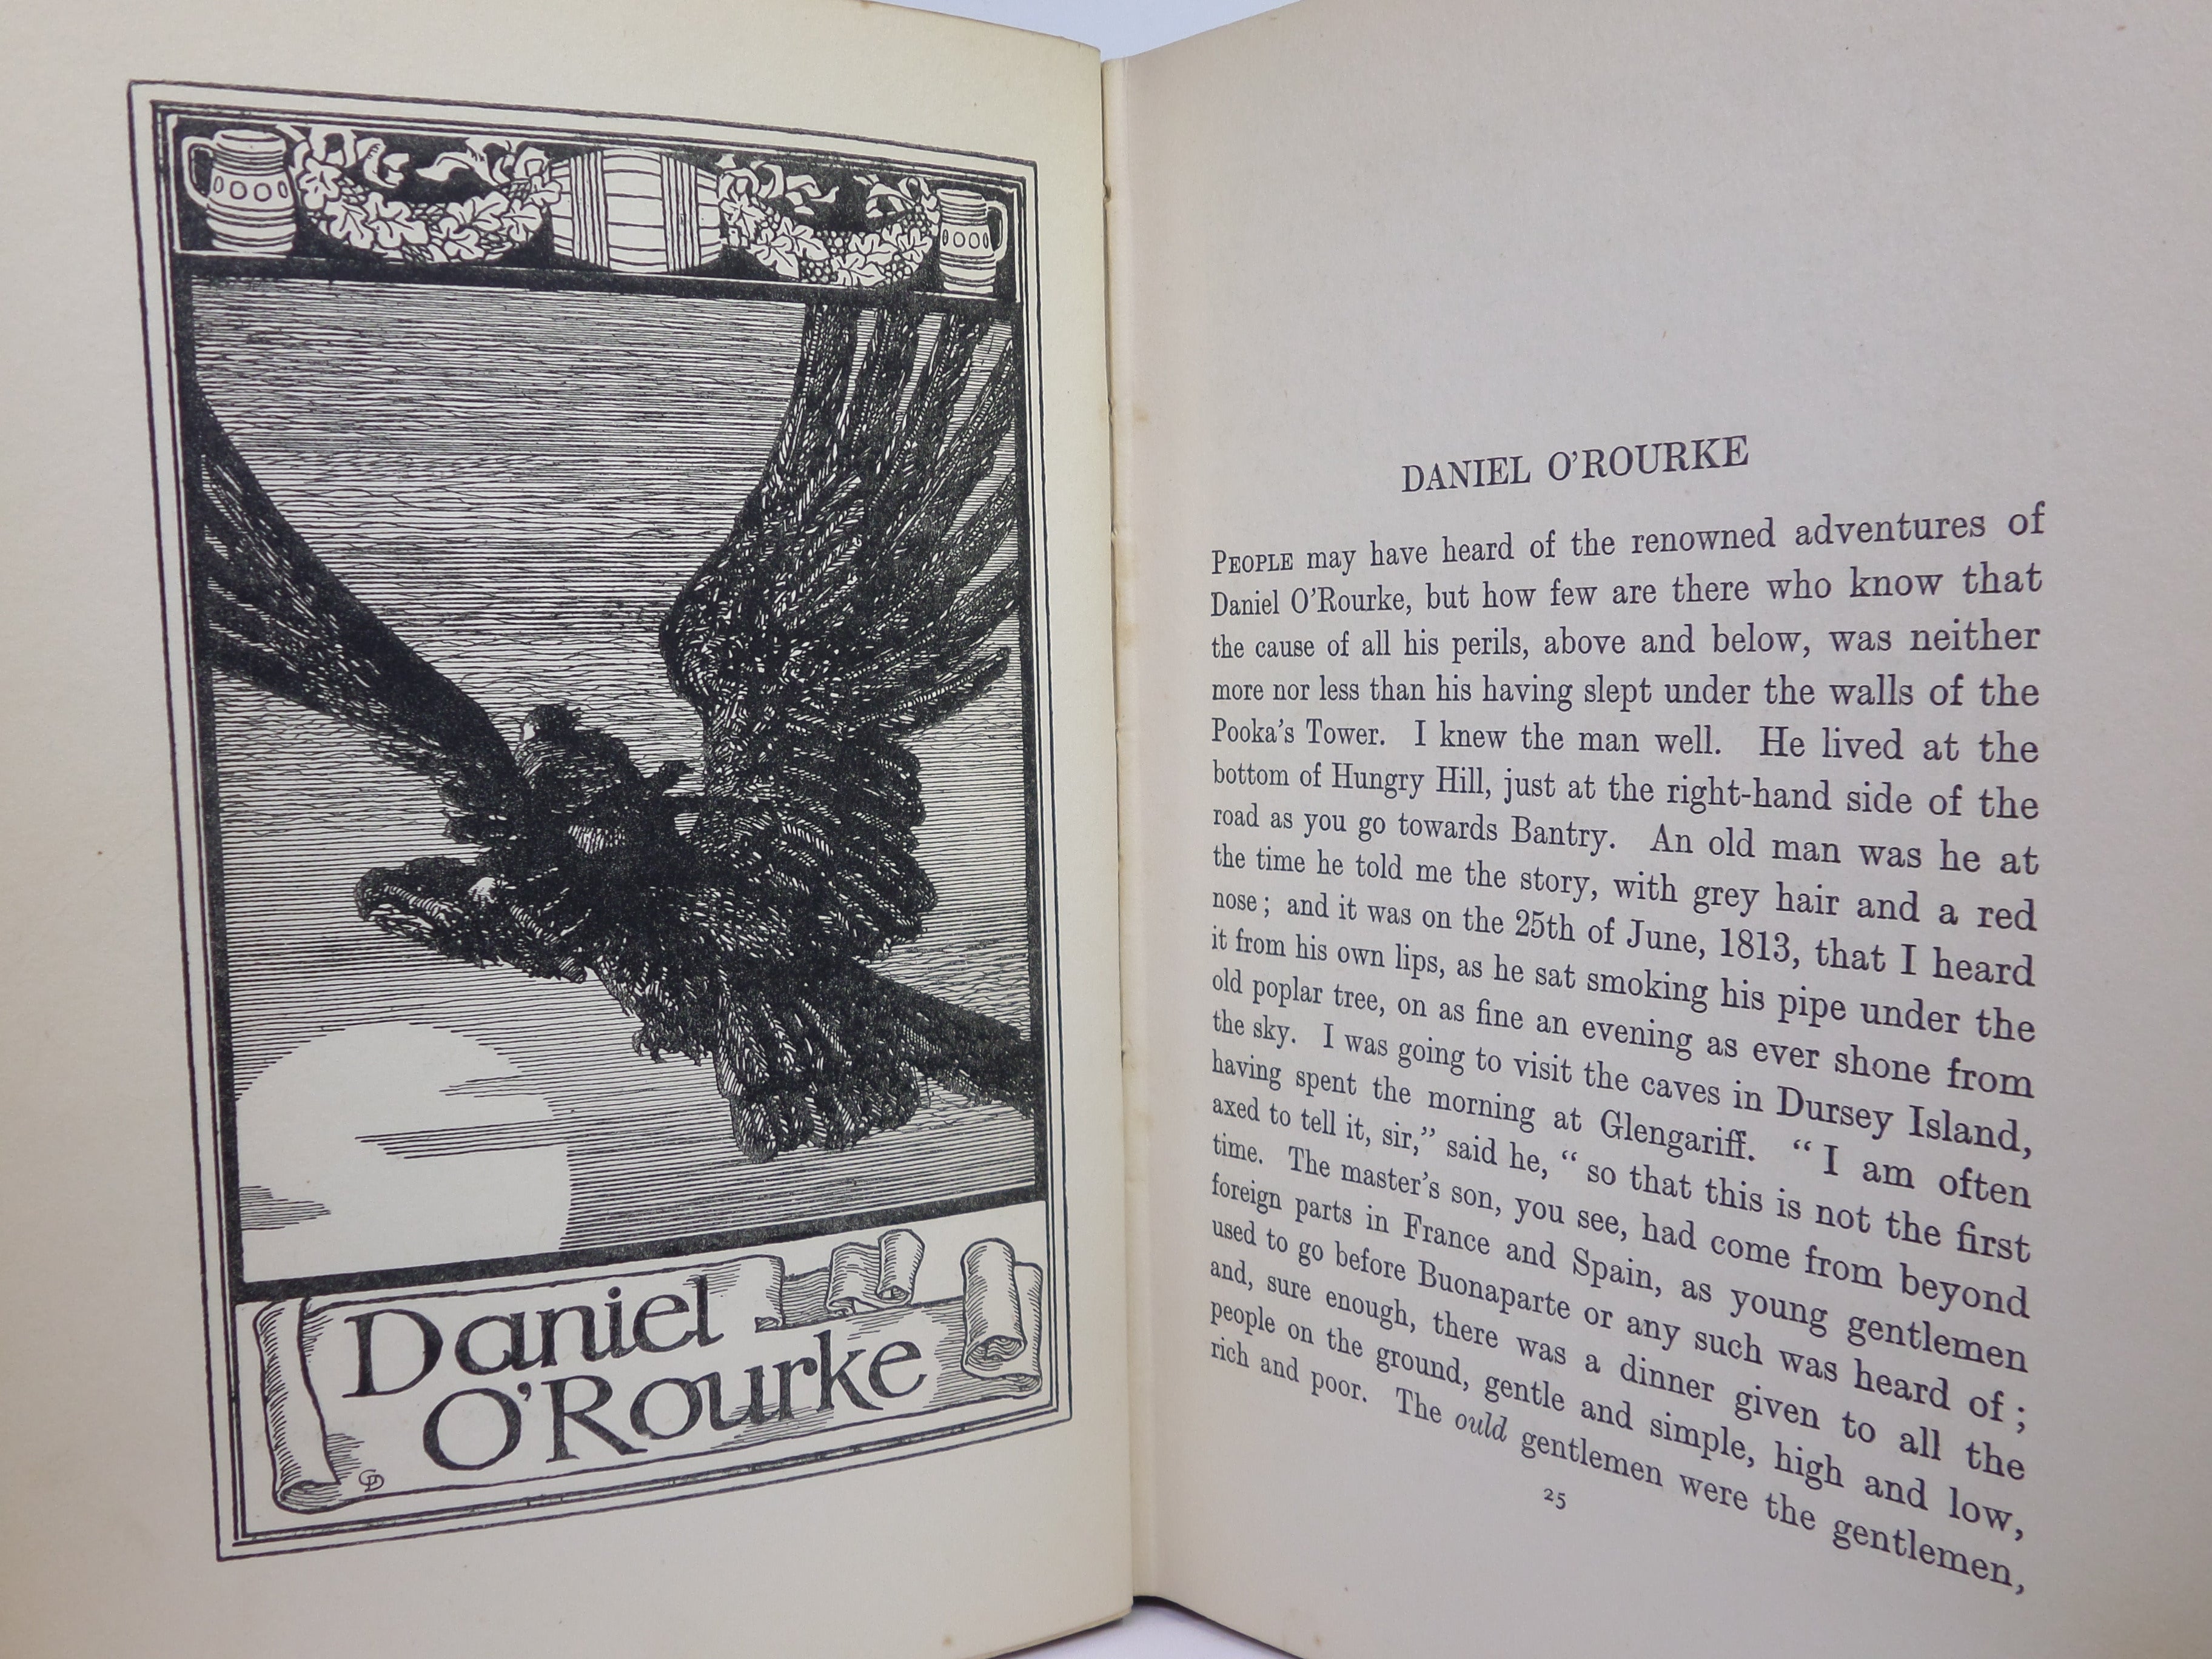 Daniel
O'Rourke
DANIEL O'ROURKE
PEOPLE may have heard of the renowned adventures of
Daniel O'Rourke, but how few are there who know that
the cause of all his perils, above and below, was neither
more nor less than his having slept under the walls of the
Pooka's Tower. I knew the man well. He lived at the
bottom of Hungry Hill, just at the right-hand side of the
road as you go towards Bantry. An old man was he at
the time he told me the story, with grey hair and a red
nose; and it was on the 25th of June, 1813, that I heard
it from his own lips, as he sat smoking his pipe under the
old poplar tree, on as fine an evening as ever shone from
the sky. I was going to visit the caves in Dursey Island,
having spent the morning at Glengariff. "I am often
axed to tell it, sir," said he, "so that this is not the first
time. The master's son, you see, had come from beyond
foreign parts in France and Spain, as young gentlemen
used to go before Buonaparte or any such was heard of;
and, sure enough, there was a dinner given to all the
people on the ground, gentle and simple, high and low,
rich and poor. The ould gentlemen were the gentlemen,
25